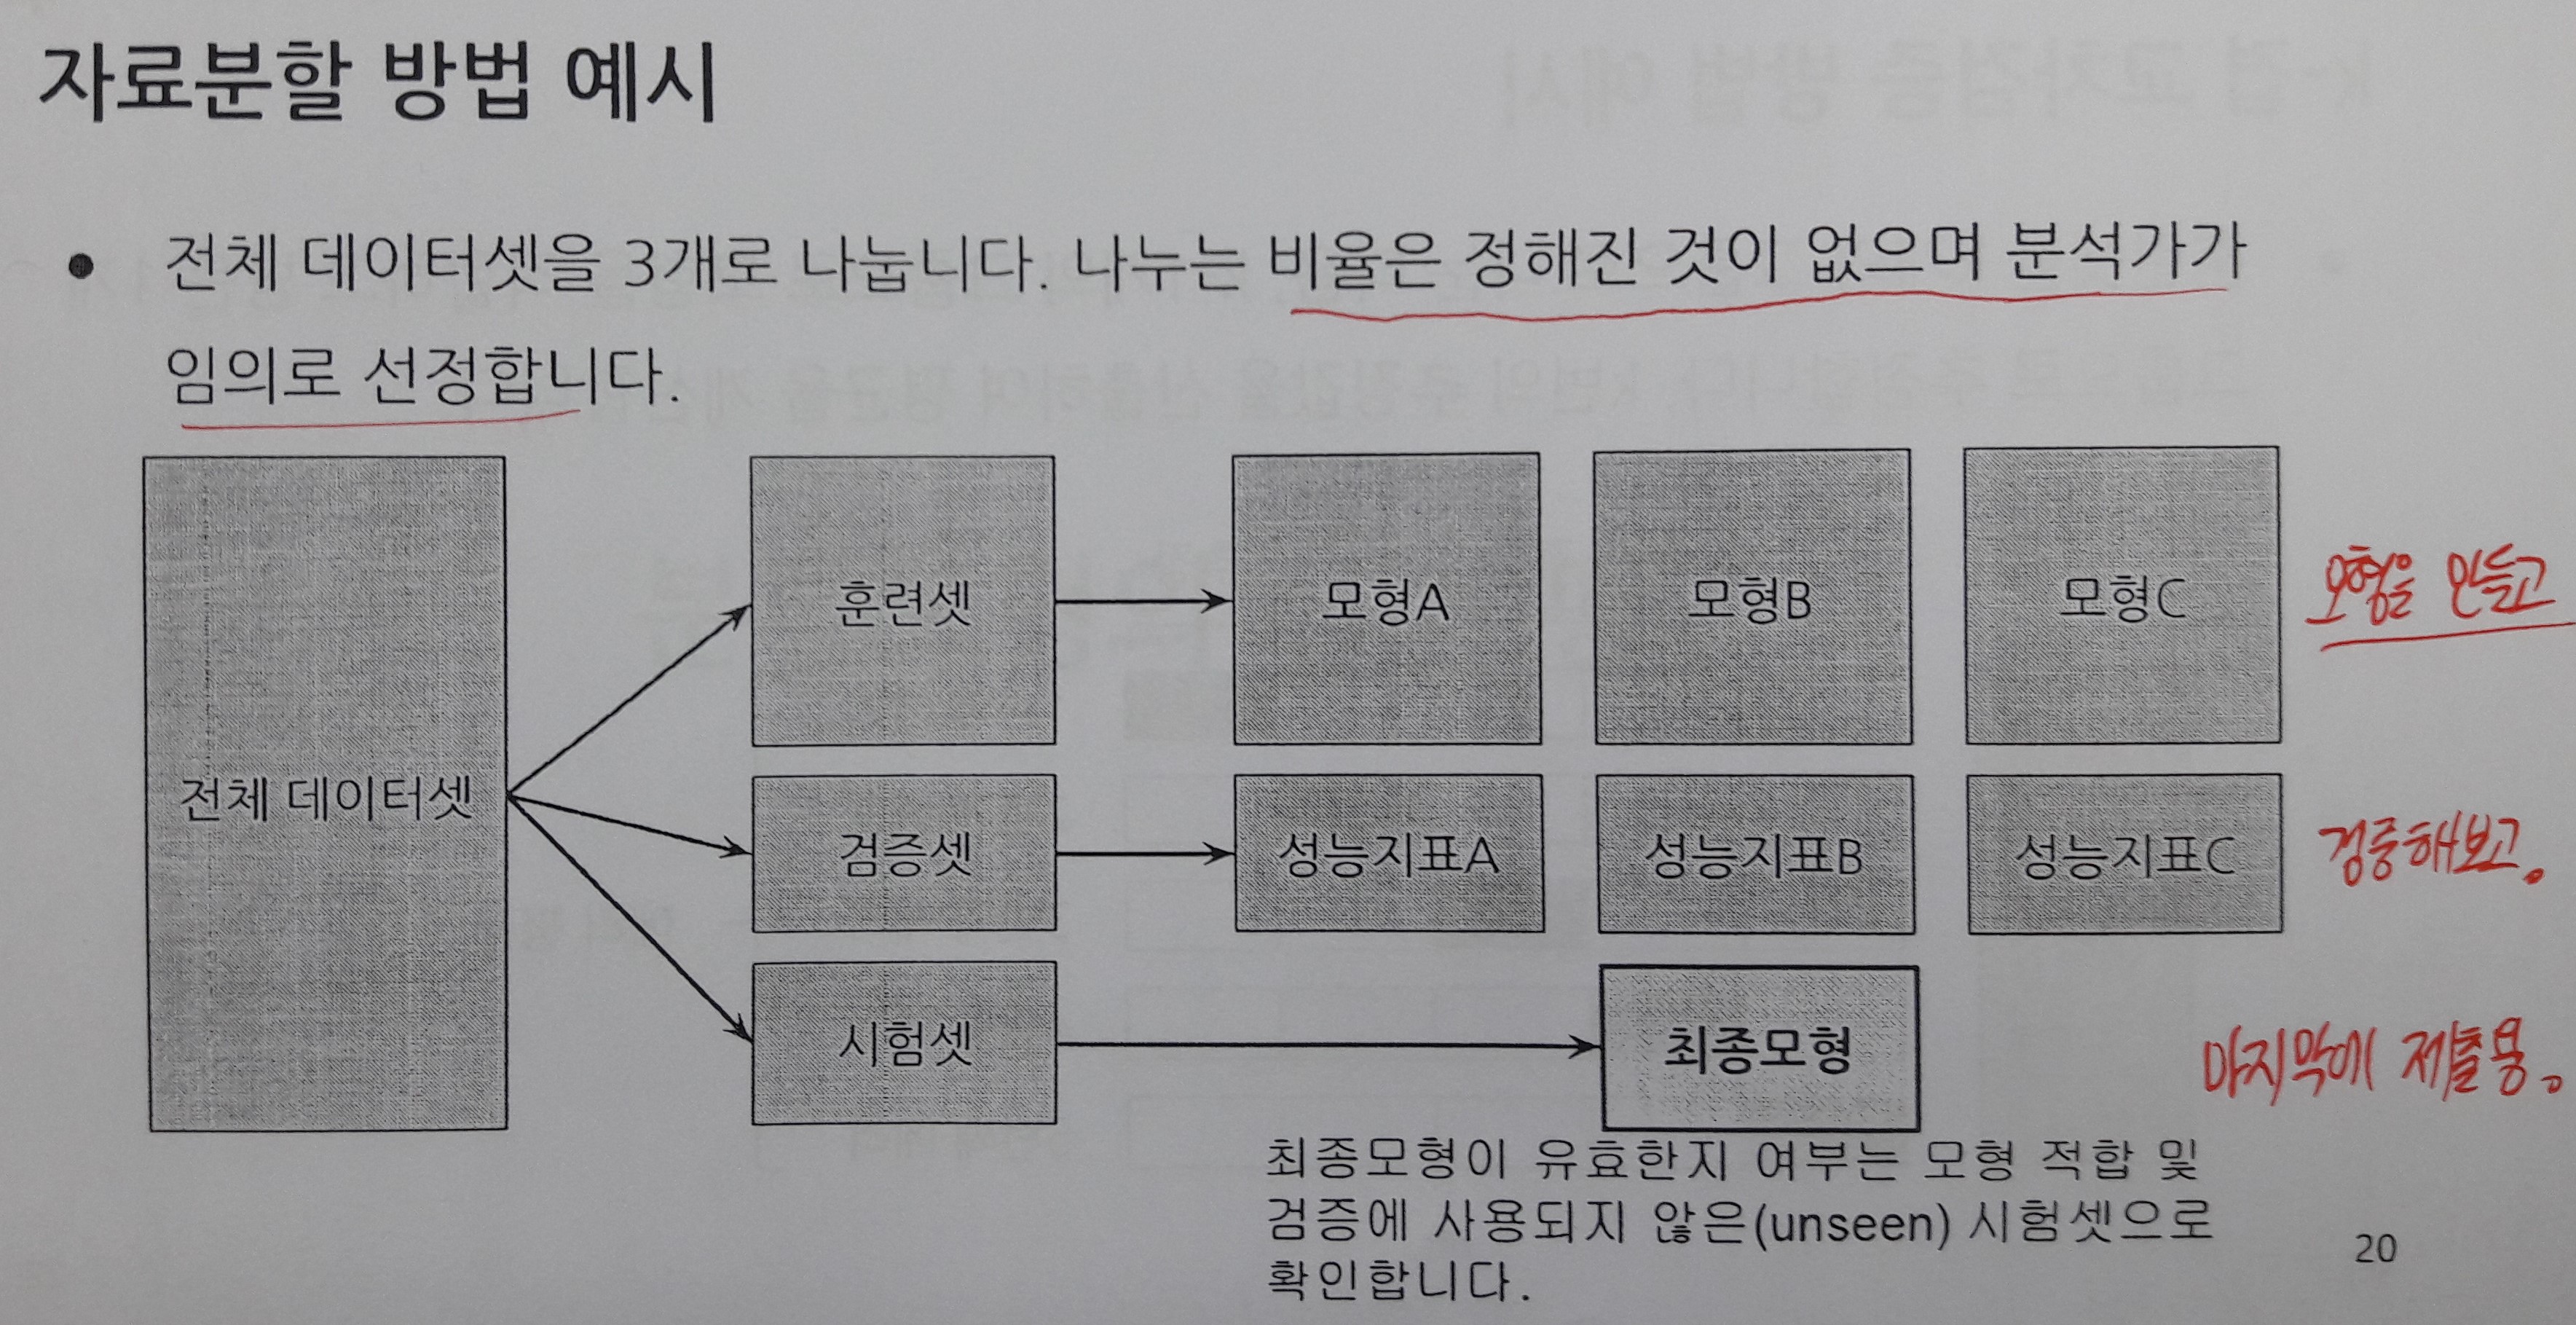 자료분할 방법 예시
● 전체 데이터셋을 3개로 나눕니다. 나누는 비율은 정해진 것이 없으며 분석가가
임의로 선정합니다.
전체 데이터셋
훈련셋
모형A
모형B
모형C
모형을 만들고
검증셋
성능지표A
성능지표B
성능지표C
검증해보고.
시험셋
최종모형
마지막에 제출용.
최종모형이 유효한지 여부는 모형 적합 및
검증에 사용되지 않은(unseen) 시험셋으로
확인합니다.
20